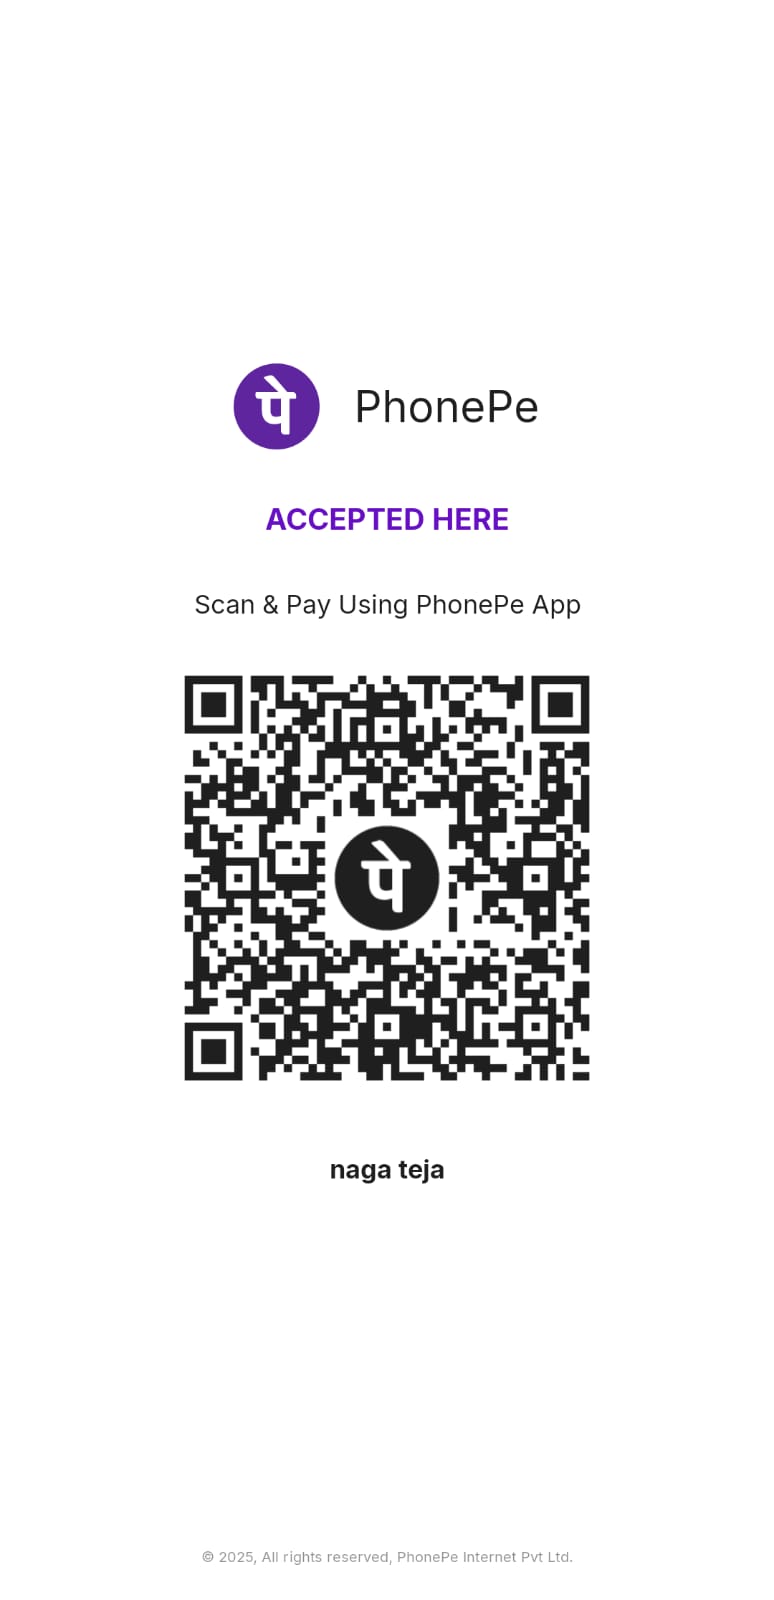 पे PhonePe
ACCEPTED HERE
Scan & Pay Using PhonePe App
पे
naga teja
© 2025, All rights reserved, PhonePe Internet Pvt Ltd.